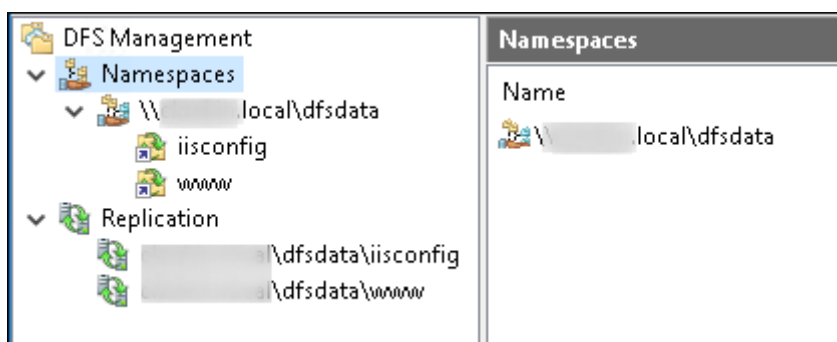 DFS Management
Namespaces
\\ .local\dfsdata
iisconfig
www
Replication
\dfsdata\iisconfig
\dfsdata\www
Namespaces
Name
\\ .local\dfsdata